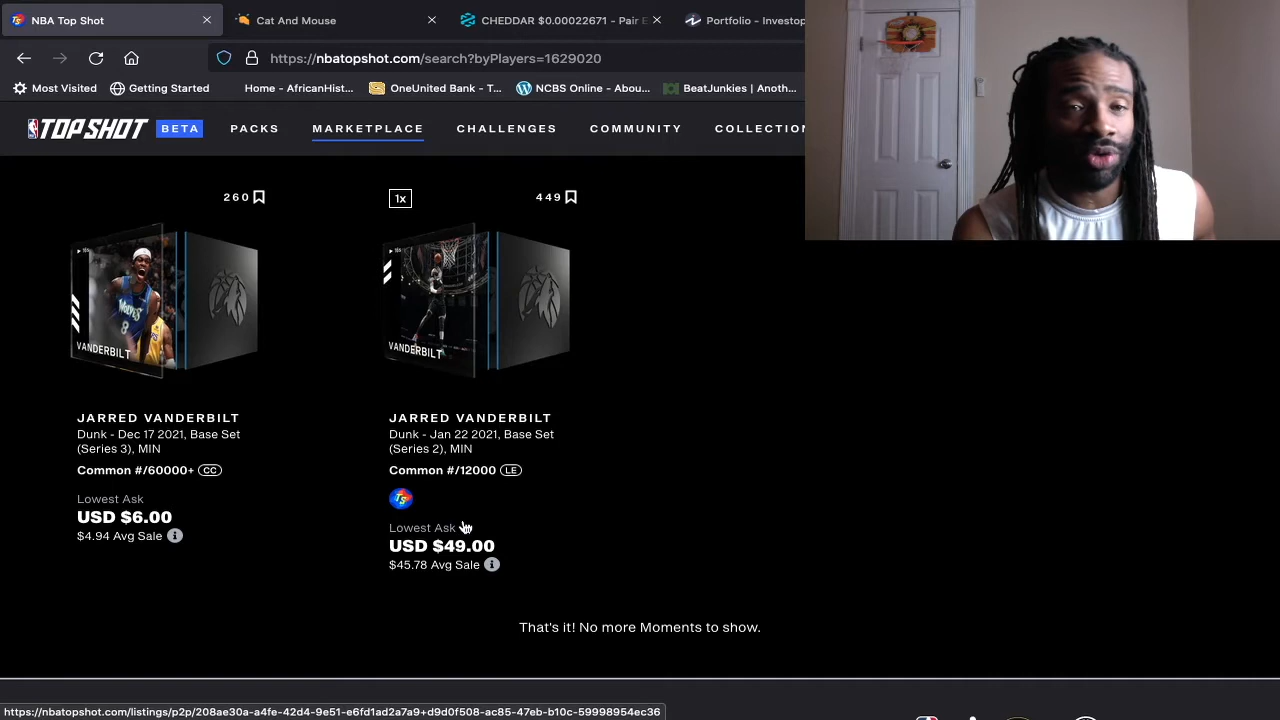 NBA Top Shot
Cat And Mouse
CHEDDAR $0.00022671 - Pair E
Portfolio - Investop
https://nbatopshot.com/search?byPlayers=1629020
Most Visited
Getting Started
Home - AfricanHist...
OneUnited Bank - T...
NCBS Online - Abou...
BeatJunkies | Anoth...
TOP SHOT
BETA
PACKS
MARKETPLACE
CHALLENGES
COMMUNITY
COLLECTION
260
1x
449
WOLVES
8
VANDERBILT
VANDERBILT
JARRED VANDERBILT
Dunk - Dec 17 2021, Base Set
(Series 3), MIN
Common #/60000+ CC
Lowest Ask
USD $6.00
$4.94 Avg Sale
JARRED VANDERBILT
Dunk - Jan 22 2021, Base Set
(Series 2), MIN
Common #/12000 LE
TS
Lowest Ask
USD $49.00
$45.78 Avg Sale
That's it! No more Moments to show.
https://nbatopshot.com/listings/p2p/208ae30a-a4fe-42d4-9e51-e6fd1ad2a7a9+d9d0f508-ac85-47eb-b10c-59998954ec36